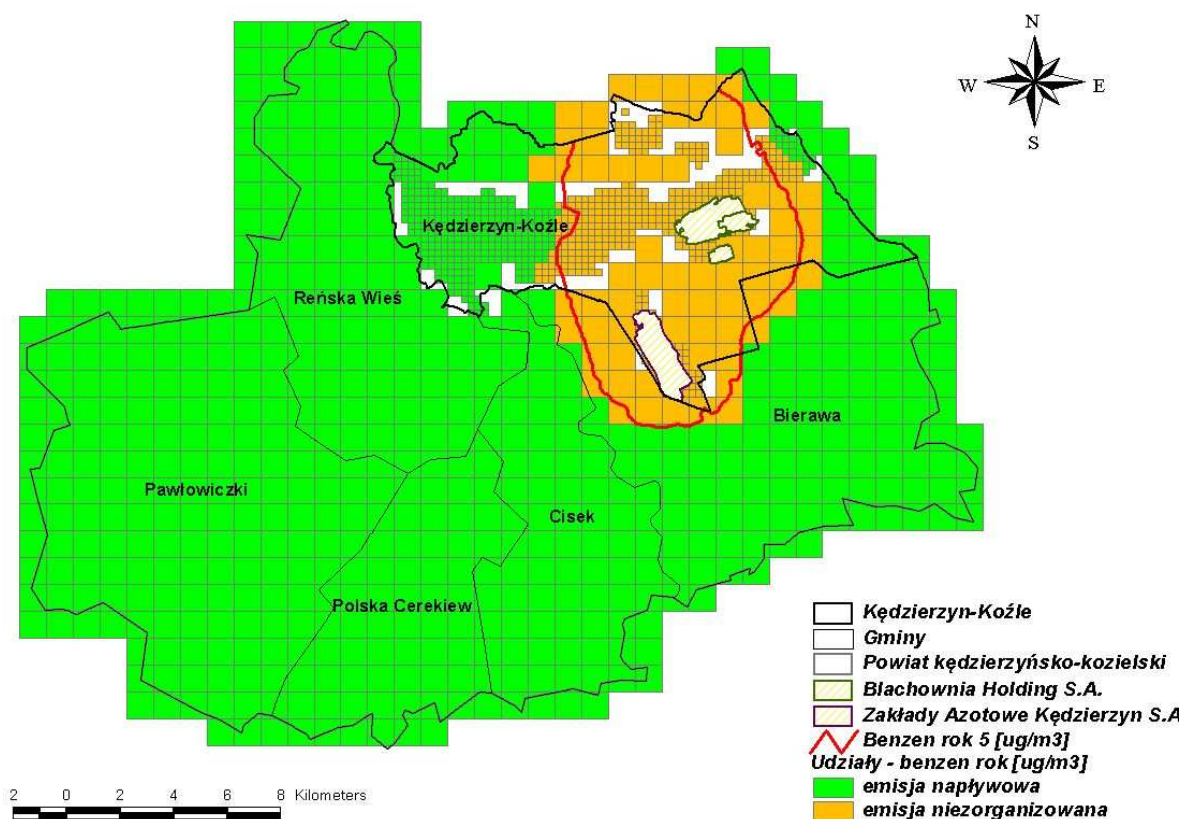 N
W E
S
Kędzierzyn-Koźle
Reńska Wieś
Bierawa
Pawłowiczki
Cisek
Polska Cerekiew
Kędzierzyn-Koźle
Gminy
Powiat kędzierzyńsko-kozielski
Blachownia Holding S.A.
Zakłady Azotowe Kędzierzyn S.A
Benzen rok 5 [ug/m3]
Udziały - benzen rok [ug/m3]
emisja napływowa
emisja niezorganizowana
2 0 2 4 6 8 Kilometers